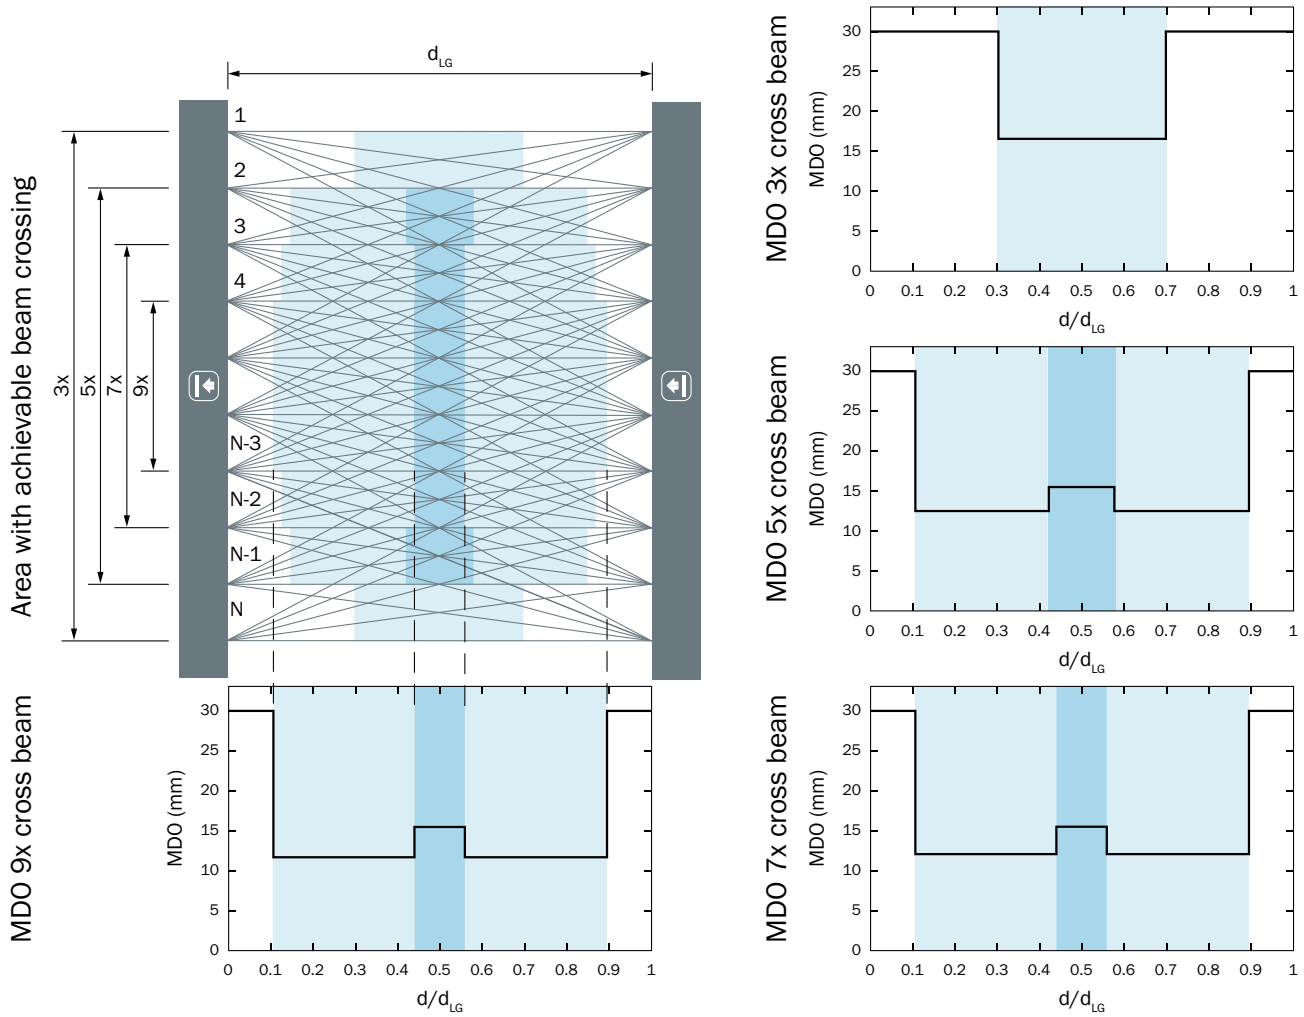 d_LG
1
2
3
4
N-3
N-2
N-1
N
Area with achievable beam crossing
3x
5x
7x
9x
MDO 3x cross beam
MDO (mm)
30
25
20
15
10
5
0
0 0.1 0.2 0.3 0.4 0.5 0.6 0.7 0.8 0.9 1
d/d_LG
MDO 5x cross beam
MDO (mm)
30
25
20
15
10
5
0
0 0.1 0.2 0.3 0.4 0.5 0.6 0.7 0.8 0.9 1
d/d_LG
MDO 9x cross beam
MDO (mm)
30
25
20
15
10
5
0
0 0.1 0.2 0.3 0.4 0.5 0.6 0.7 0.8 0.9 1
d/d_LG
MDO 7x cross beam
MDO (mm)
30
25
20
15
10
5
0
0 0.1 0.2 0.3 0.4 0.5 0.6 0.7 0.8 0.9 1
d/d_LG